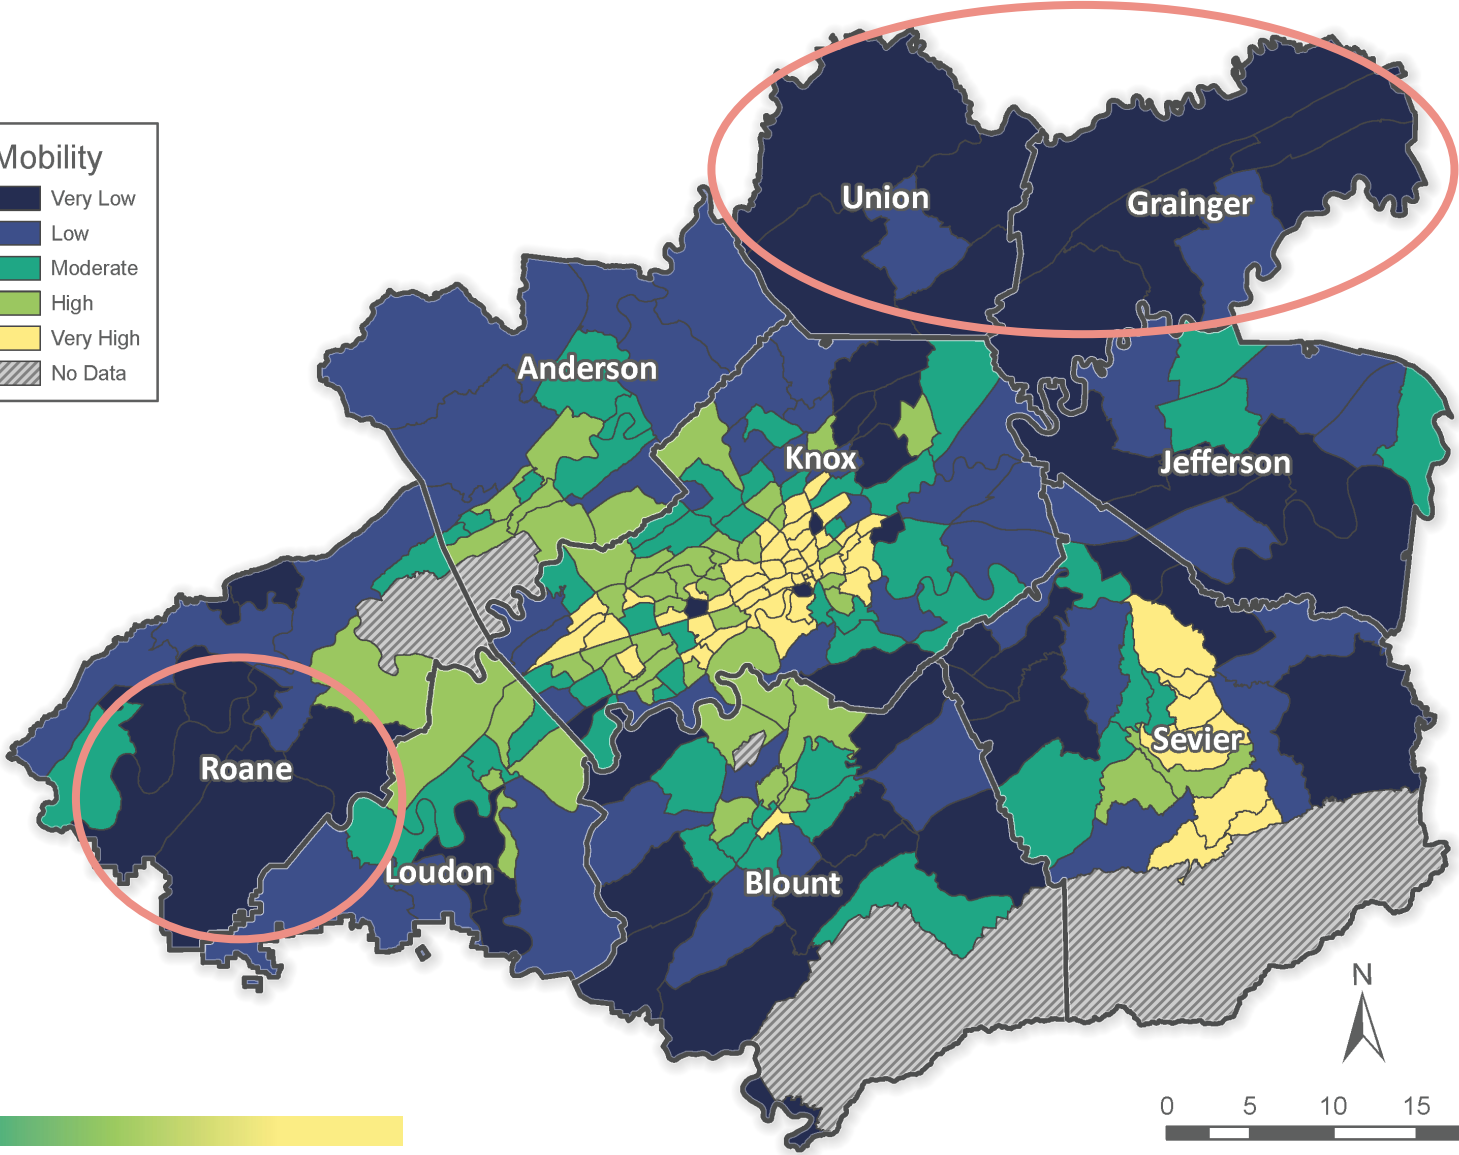 Mobility
Very Low
Low
Moderate
High
Very High
No Data
Union
Grainger
Anderson
Knox
Jefferson
Roane
Sevier
Loudon
Blount
N
0 5 10 15